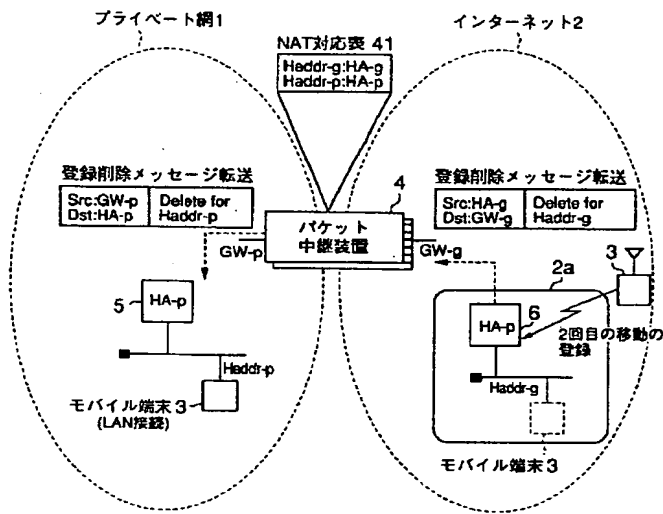 プライベート網1
インターネット2
NAT対応表 41
Haddr-g:HA-g
Haddr-p:HA-p
登録削除メッセージ転送
Src:GW-p
Dst:HA-p
Delete for
Haddr-p
登録削除メッセージ転送
Src:HA-g
Dst:GW-g
Delete for
Haddr-g
4
パケット
中継装置
GW-p
GW-g
2a
3
5
HA-p
HA-p
6
2回目の移動の
登録
Haddr-p
Haddr-g
モバイル端末3
(LAN接続)
モバイル端末3